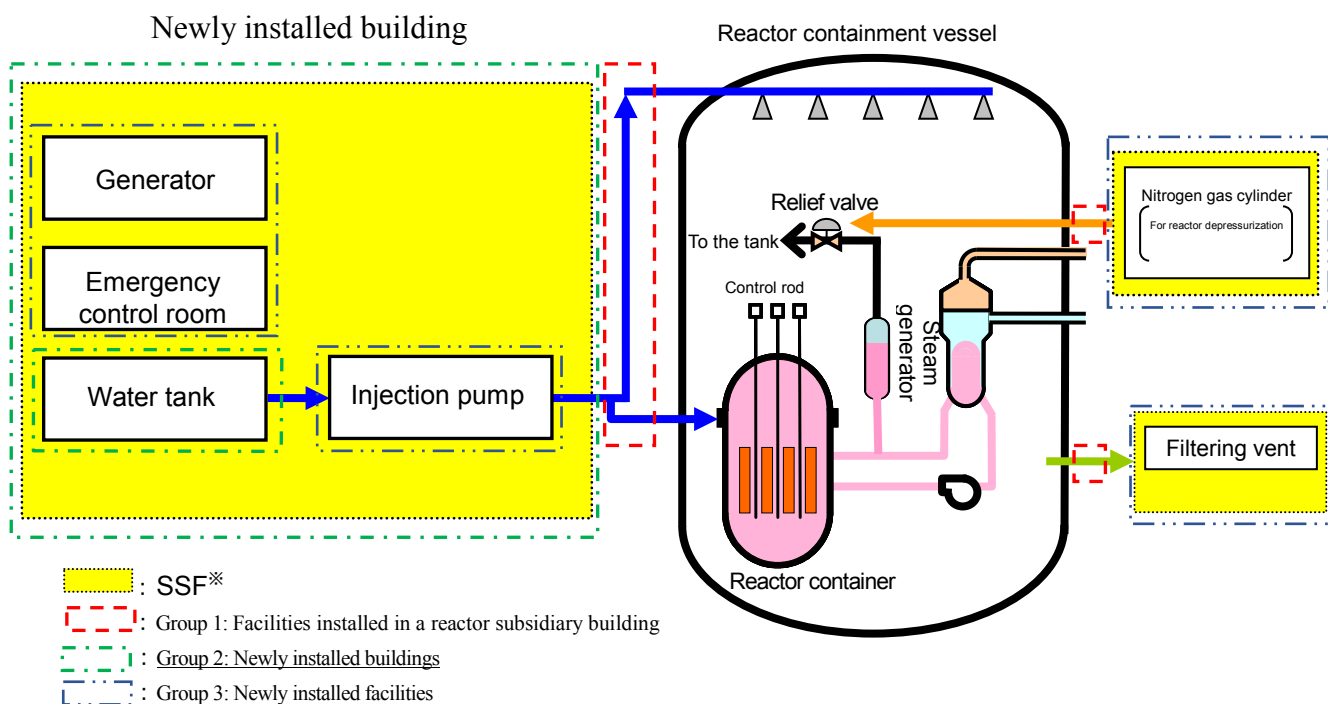 Newly installed building
Reactor containment vessel
Generator
Emergency
control room
Water tank
Injection pump
Relief valve
To the tank
Control rod
Steam
generator
Reactor container
Nitrogen gas cylinder
For reactor depressurization
Filtering vent
: SSF※
: Group 1: Facilities installed in a reactor subsidiary building
: Group 2: Newly installed buildings
: Group 3: Newly installed facilities